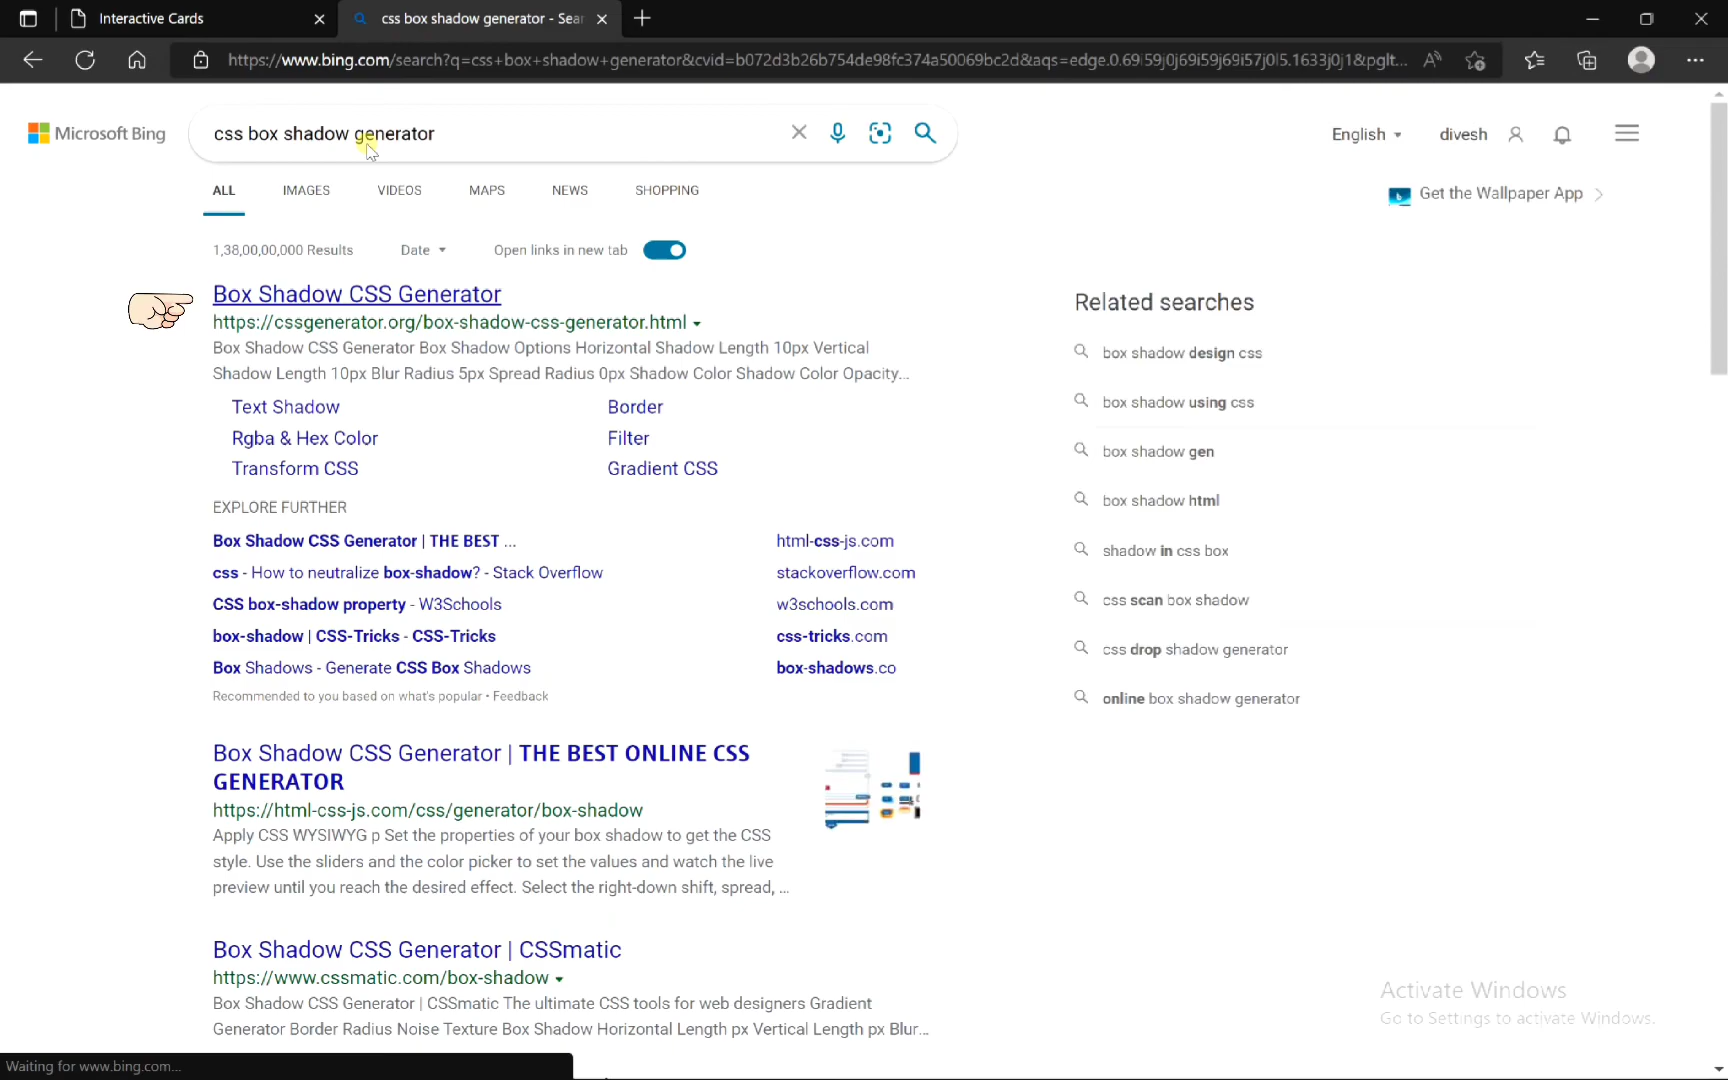 Interactive Cards
css box shadow generator - Sear
https://www.bing.com/search?q=css+box+shadow+generator&cvid=b072d3b26b754de98fc374a50069bc2d&aqs=edge.0.69i59j0j69i59j69i57j0l5.1633j0j1&pglt...
Microsoft Bing
css box shadow generator
English
divesh
ALL IMAGES VIDEOS MAPS NEWS SHOPPING
Get the Wallpaper App
1,38,00,00,000 Results Date Open links in new tab
Box Shadow CSS Generator
https://cssgenerator.org/box-shadow-css-generator.html
Box Shadow CSS Generator Box Shadow Options Horizontal Shadow Length 10px Vertical
Shadow Length 10px Blur Radius 5px Spread Radius 0px Shadow Color Shadow Color Opacity...
Text Shadow Border
Rgba & Hex Color Filter
Transform CSS Gradient CSS
EXPLORE FURTHER
Box Shadow CSS Generator | THE BEST ... html-css-js.com
css - How to neutralize box-shadow? - Stack Overflow stackoverflow.com
CSS box-shadow property - W3Schools w3schools.com
box-shadow | CSS-Tricks - CSS-Tricks css-tricks.com
Box Shadows - Generate CSS Box Shadows box-shadows.co
Recommended to you based on what's popular • Feedback
Box Shadow CSS Generator | THE BEST ONLINE CSS
GENERATOR
https://html-css-js.com/css/generator/box-shadow
Apply CSS WYSIWYG p Set the properties of your box shadow to get the CSS
style. Use the sliders and the color picker to set the values and watch the live
preview until you reach the desired effect. Select the right-down shift, spread, ...
Box Shadow CSS Generator | CSSmatic
https://www.cssmatic.com/box-shadow
Box Shadow CSS Generator | CSSmatic The ultimate CSS tools for web designers Gradient
Generator Border Radius Noise Texture Box Shadow Horizontal Length px Vertical Length px Blur...
Related searches
box shadow design css
box shadow using css
box shadow gen
box shadow html
shadow in css box
css scan box shadow
css drop shadow generator
online box shadow generator
Activate Windows
Go to Settings to activate Windows.
Waiting for www.bing.com...